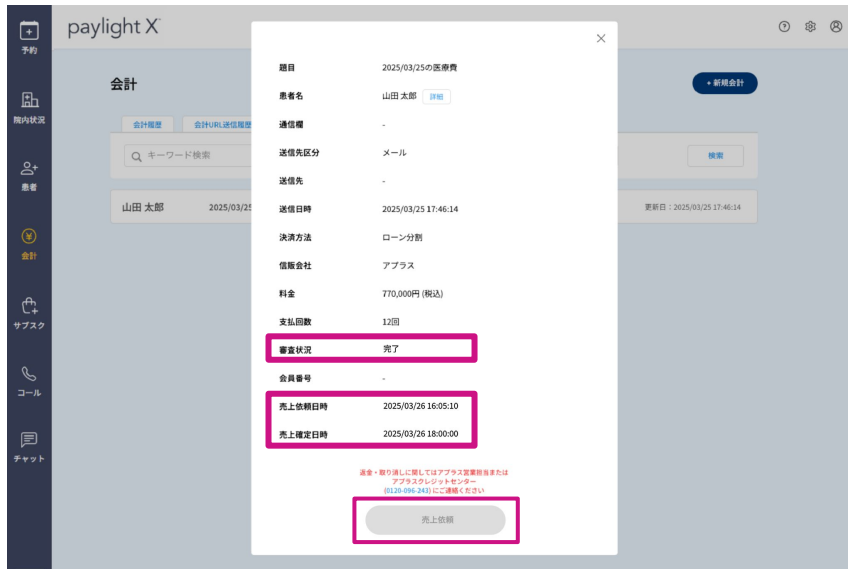 paylight X
予約
院内状況
患者
会計
サブスク
コール
チャット
会計
+ 新規会計
会計履歴
会計URL送信履歴
キーワード検索
検索
山田 太郎
2025/03/25
更新日：2025/03/25 17:46:14
題目 2025/03/25の医療費
患者名 山田 太郎 詳細
通信欄 -
送信先区分 メール
送信先 -
送信日時 2025/03/25 17:46:14
決済方法 ローン分割
信販会社 アプラス
料金 770,000円 (税込)
支払回数 12回
審査状況 完了
会員番号 -
売上依頼日時 2025/03/26 16:05:10
売上確定日時 2025/03/26 18:00:00
返金・取り消しに関してはアプラス営業担当または
アプラスクレジットセンター
(0120-096-243) にご連絡ください
売上依頼